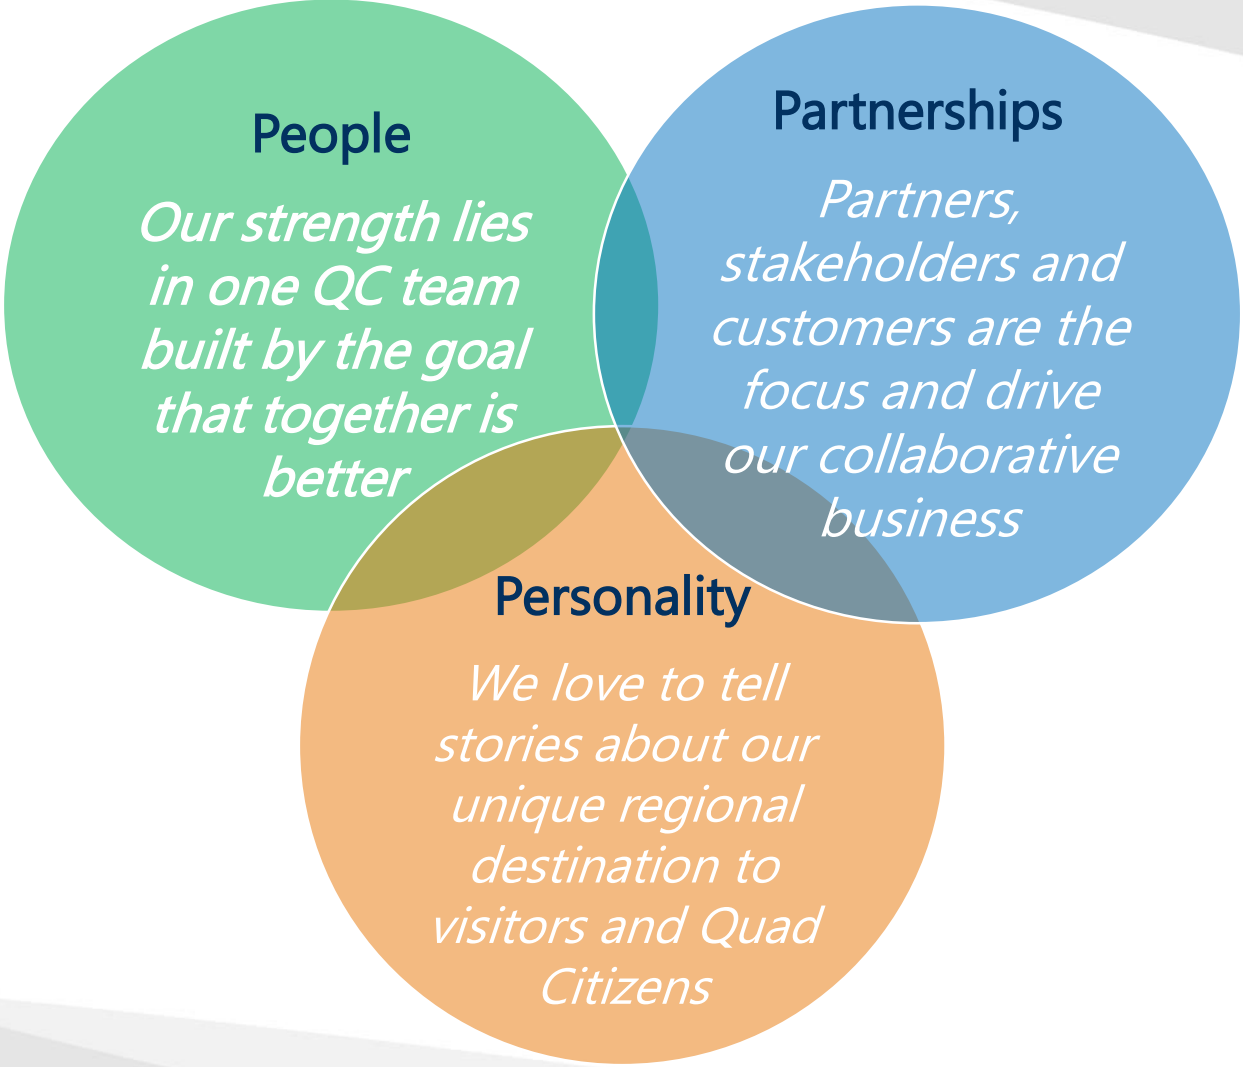 People
Our strength lies
in one QC team
built by the goal
that together is
better
Partnerships
Partners,
stakeholders and
customers are the
focus and drive
our collaborative
business
Personality
We love to tell
stories about our
unique regional
destination to
visitors and Quad
Citizens